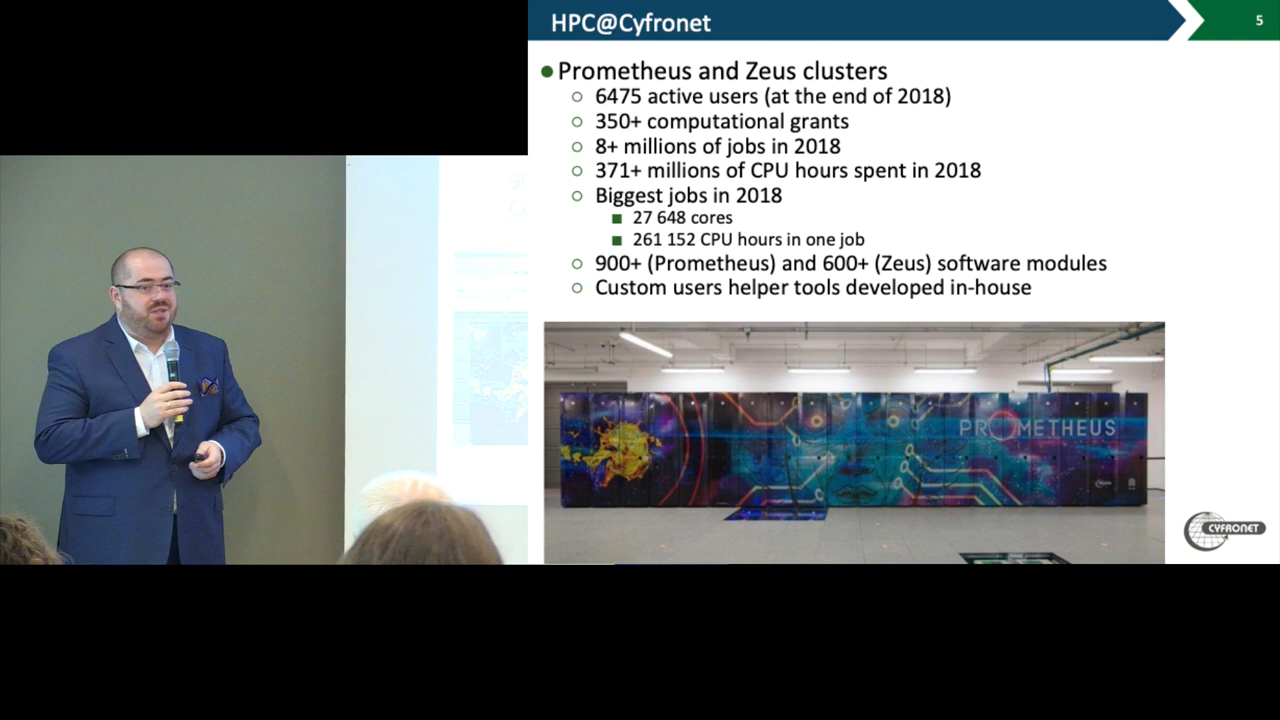 HPC@Cyfronet
5
Prometheus and Zeus clusters
6475 active users (at the end of 2018)
350+ computational grants
8+ millions of jobs in 2018
371+ millions of CPU hours spent in 2018
Biggest jobs in 2018
27 648 cores
261 152 CPU hours in one job
900+ (Prometheus) and 600+ (Zeus) software modules
Custom users helper tools developed in-house
PROMETHEUS
CYFRONET